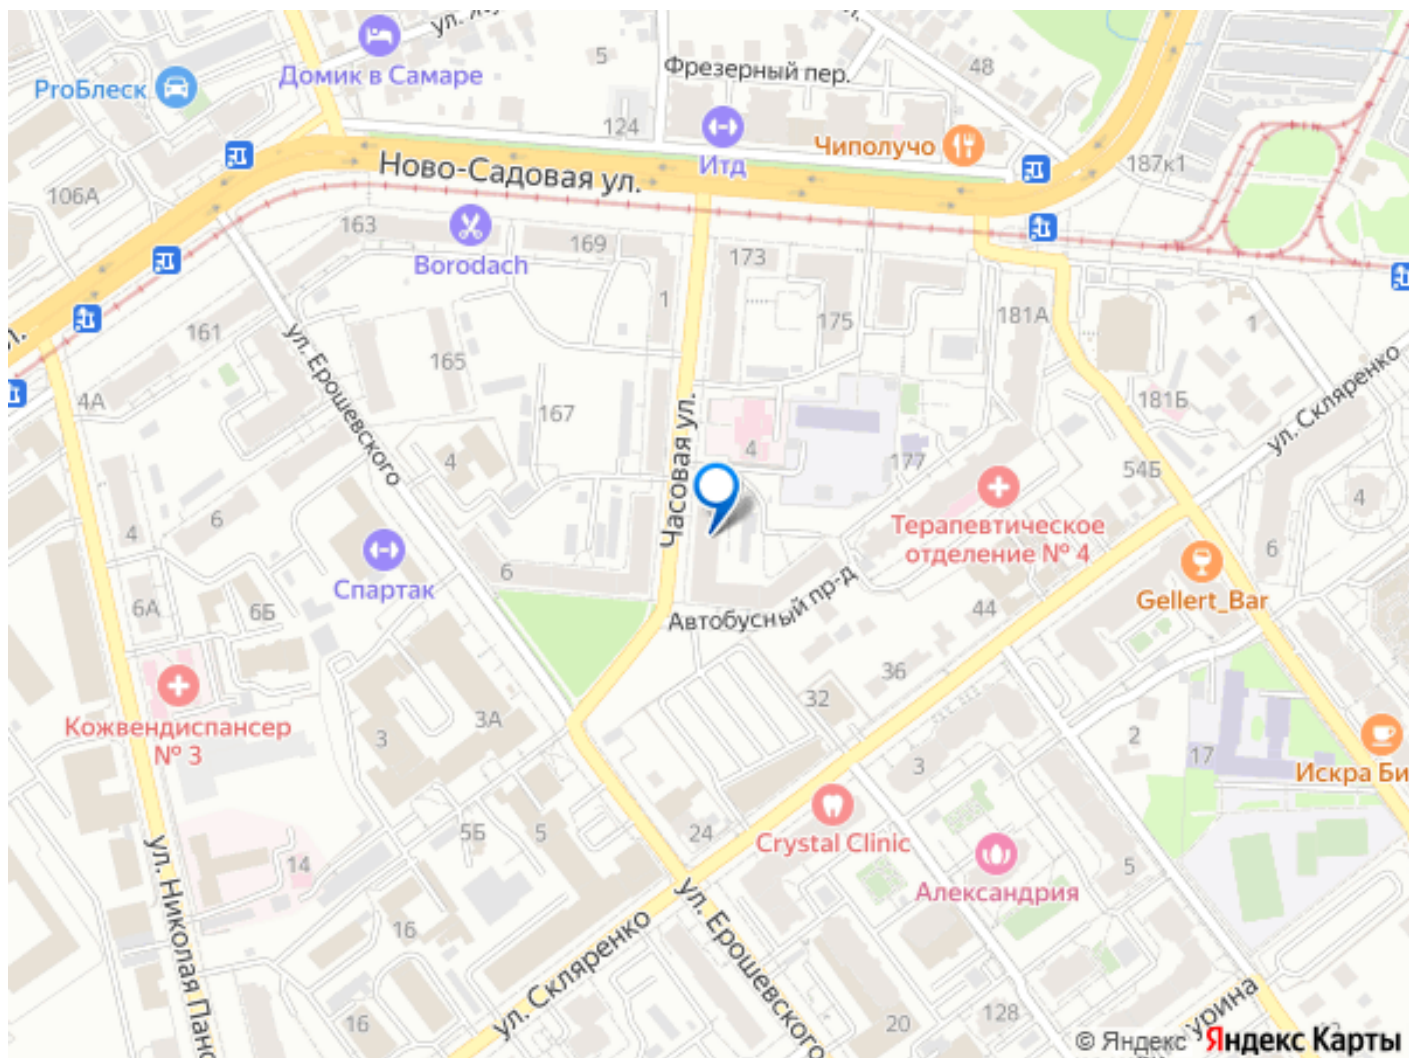 ул.
Домик в Самаре
5
Фрезерный пер.
48
ProБлеск
124
Итд
Чиполучо
187к1
Ново-Садовая ул.
106А
163
Borodach
169
173
1
175
181А
1
161
165
ул. Ерошевского
4А
167
Часовая ул.
4
177
181Б
ул. Скляренко
54Б
4
4
6
4
Терапевтическое
отделение № 4
6
Спартак
6
Gellert_Bar
6А
6Б
Автобусный пр-д
44
36
32
Кожвендиспансер
№ 3
3
3А
2
17
Искра Би
3
5Б
5
24
Crystal Clinic
14
5
Александрия
ул. Николая Пано
16
ул. Скляренко
ул. Ерошевского
16
20
128
урина
© Яндекс Яндекс Карты